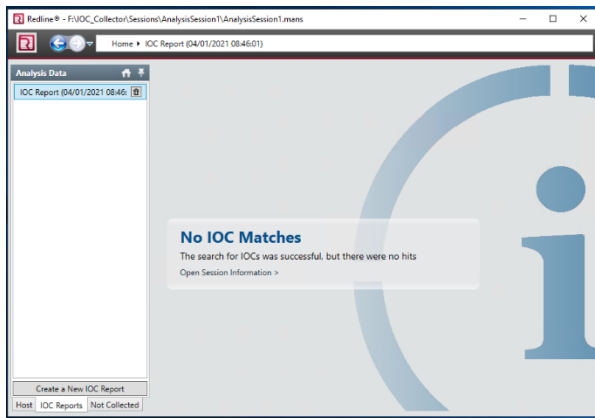 Redline® - F:\IOC_Collector\Sessions\AnalysisSession1\AnalysisSession1.mans
Home ▸ IOC Report (04/01/2021 08:46:01)
Analysis Data
IOC Report (04/01/2021 08:46:
No IOC Matches
The search for IOCs was successful, but there were no hits
Open Session Information >
Create a New IOC Report
Host IOC Reports Not Collected